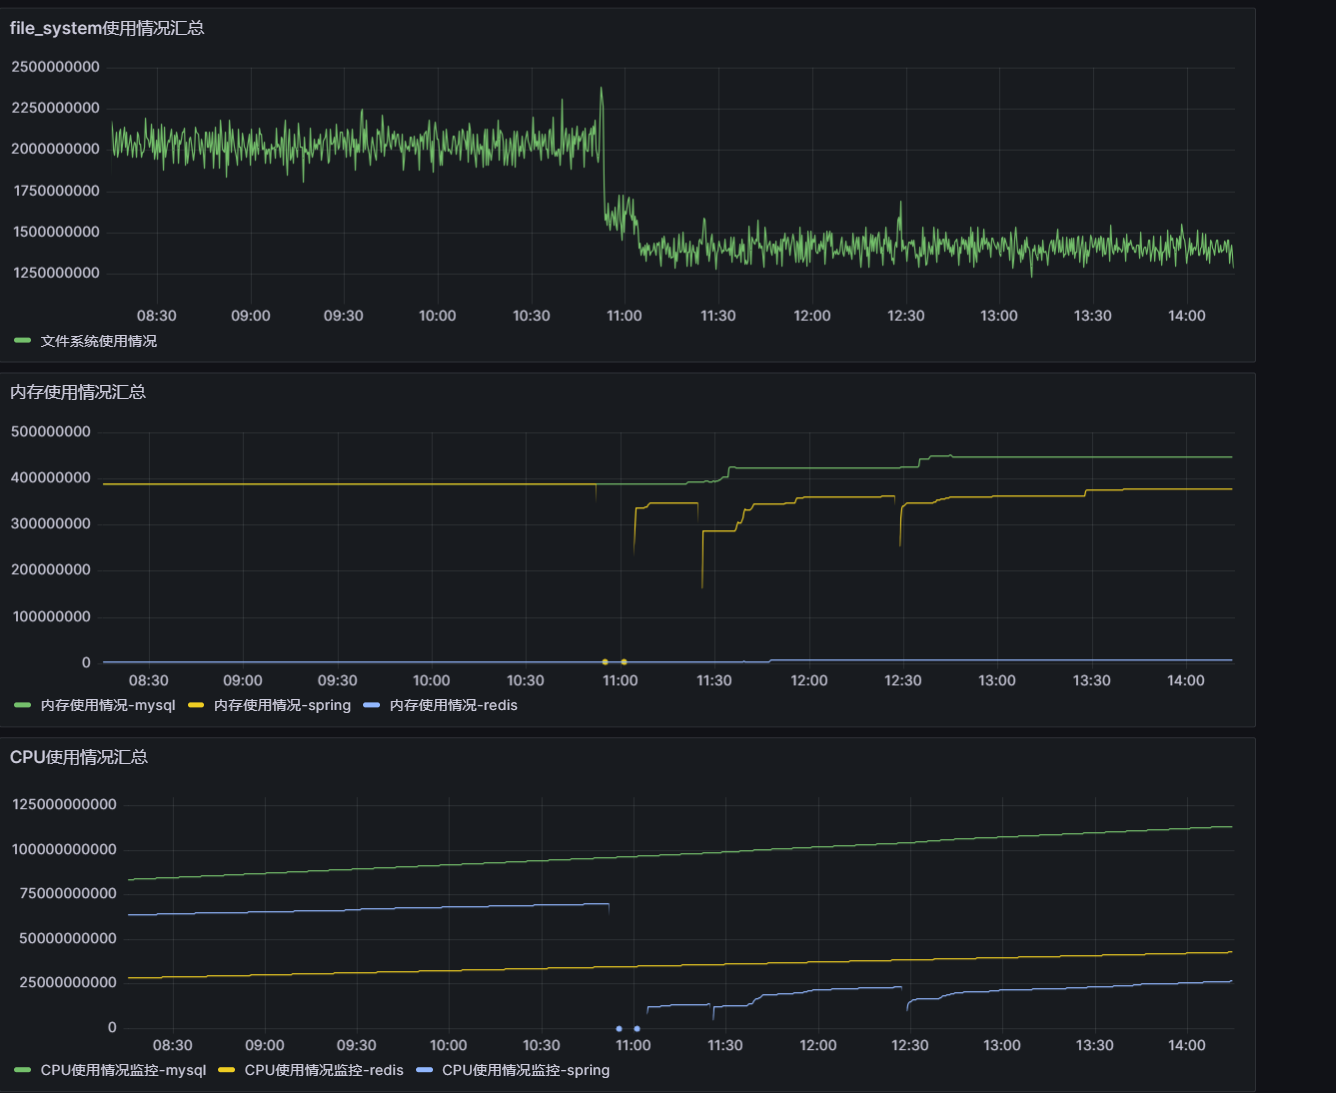 file_system使用情况汇总
2500000000
2250000000
2000000000
1750000000
1500000000
1250000000
08:30 09:00 09:30 10:00 10:30 11:00 11:30 12:00 12:30 13:00 13:30 14:00
文件系统使用情况
内存使用情况汇总
500000000
400000000
300000000
200000000
100000000
0
08:30 09:00 09:30 10:00 10:30 11:00 11:30 12:00 12:30 13:00 13:30 14:00
内存使用情况-mysql 内存使用情况-spring 内存使用情况-redis
CPU使用情况汇总
125000000000
100000000000
75000000000
50000000000
25000000000
0
08:30 09:00 09:30 10:00 10:30 11:00 11:30 12:00 12:30 13:00 13:30 14:00
CPU使用情况监控-mysql CPU使用情况监控-redis CPU使用情况监控-spring